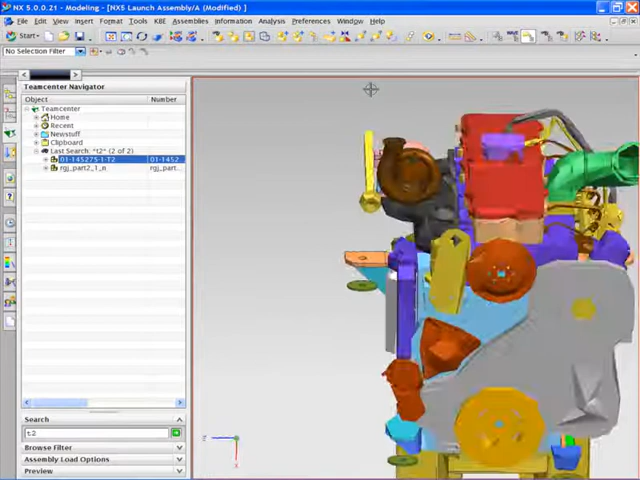 NX 5.0.0.21 - Modeling - [NX5 Launch Assembly/A (Modified) ]
File Edit View Insert Format Tools KBE Assemblies Information Analysis Preferences Window Help
Start
No Selection Filter
Teamcenter Navigator
Object Number
Teamcenter
Home
Recent
Newstuff
Clipboard
Last Search: "t2" (2 of 2)
01-145275-1-T2 01-1452
rgj_part2_1_n rgj_part
Search
t2
Browse Filter
Assembly Load Options
Preview